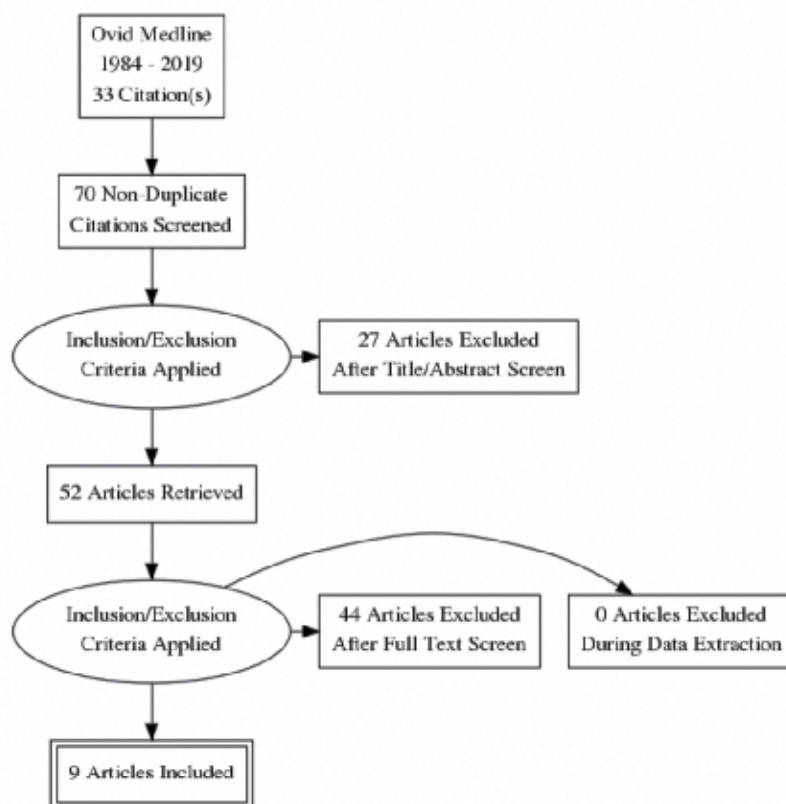 Ovid Medline
1984 - 2019
33 Citation(s)
70 Non-Duplicate
Citations Screened
Inclusion/Exclusion
Criteria Applied
27 Articles Excluded
After Title/Abstract Screen
52 Articles Retrieved
Inclusion/Exclusion
Criteria Applied
44 Articles Excluded
After Full Text Screen
0 Articles Excluded
During Data Extraction
9 Articles Included